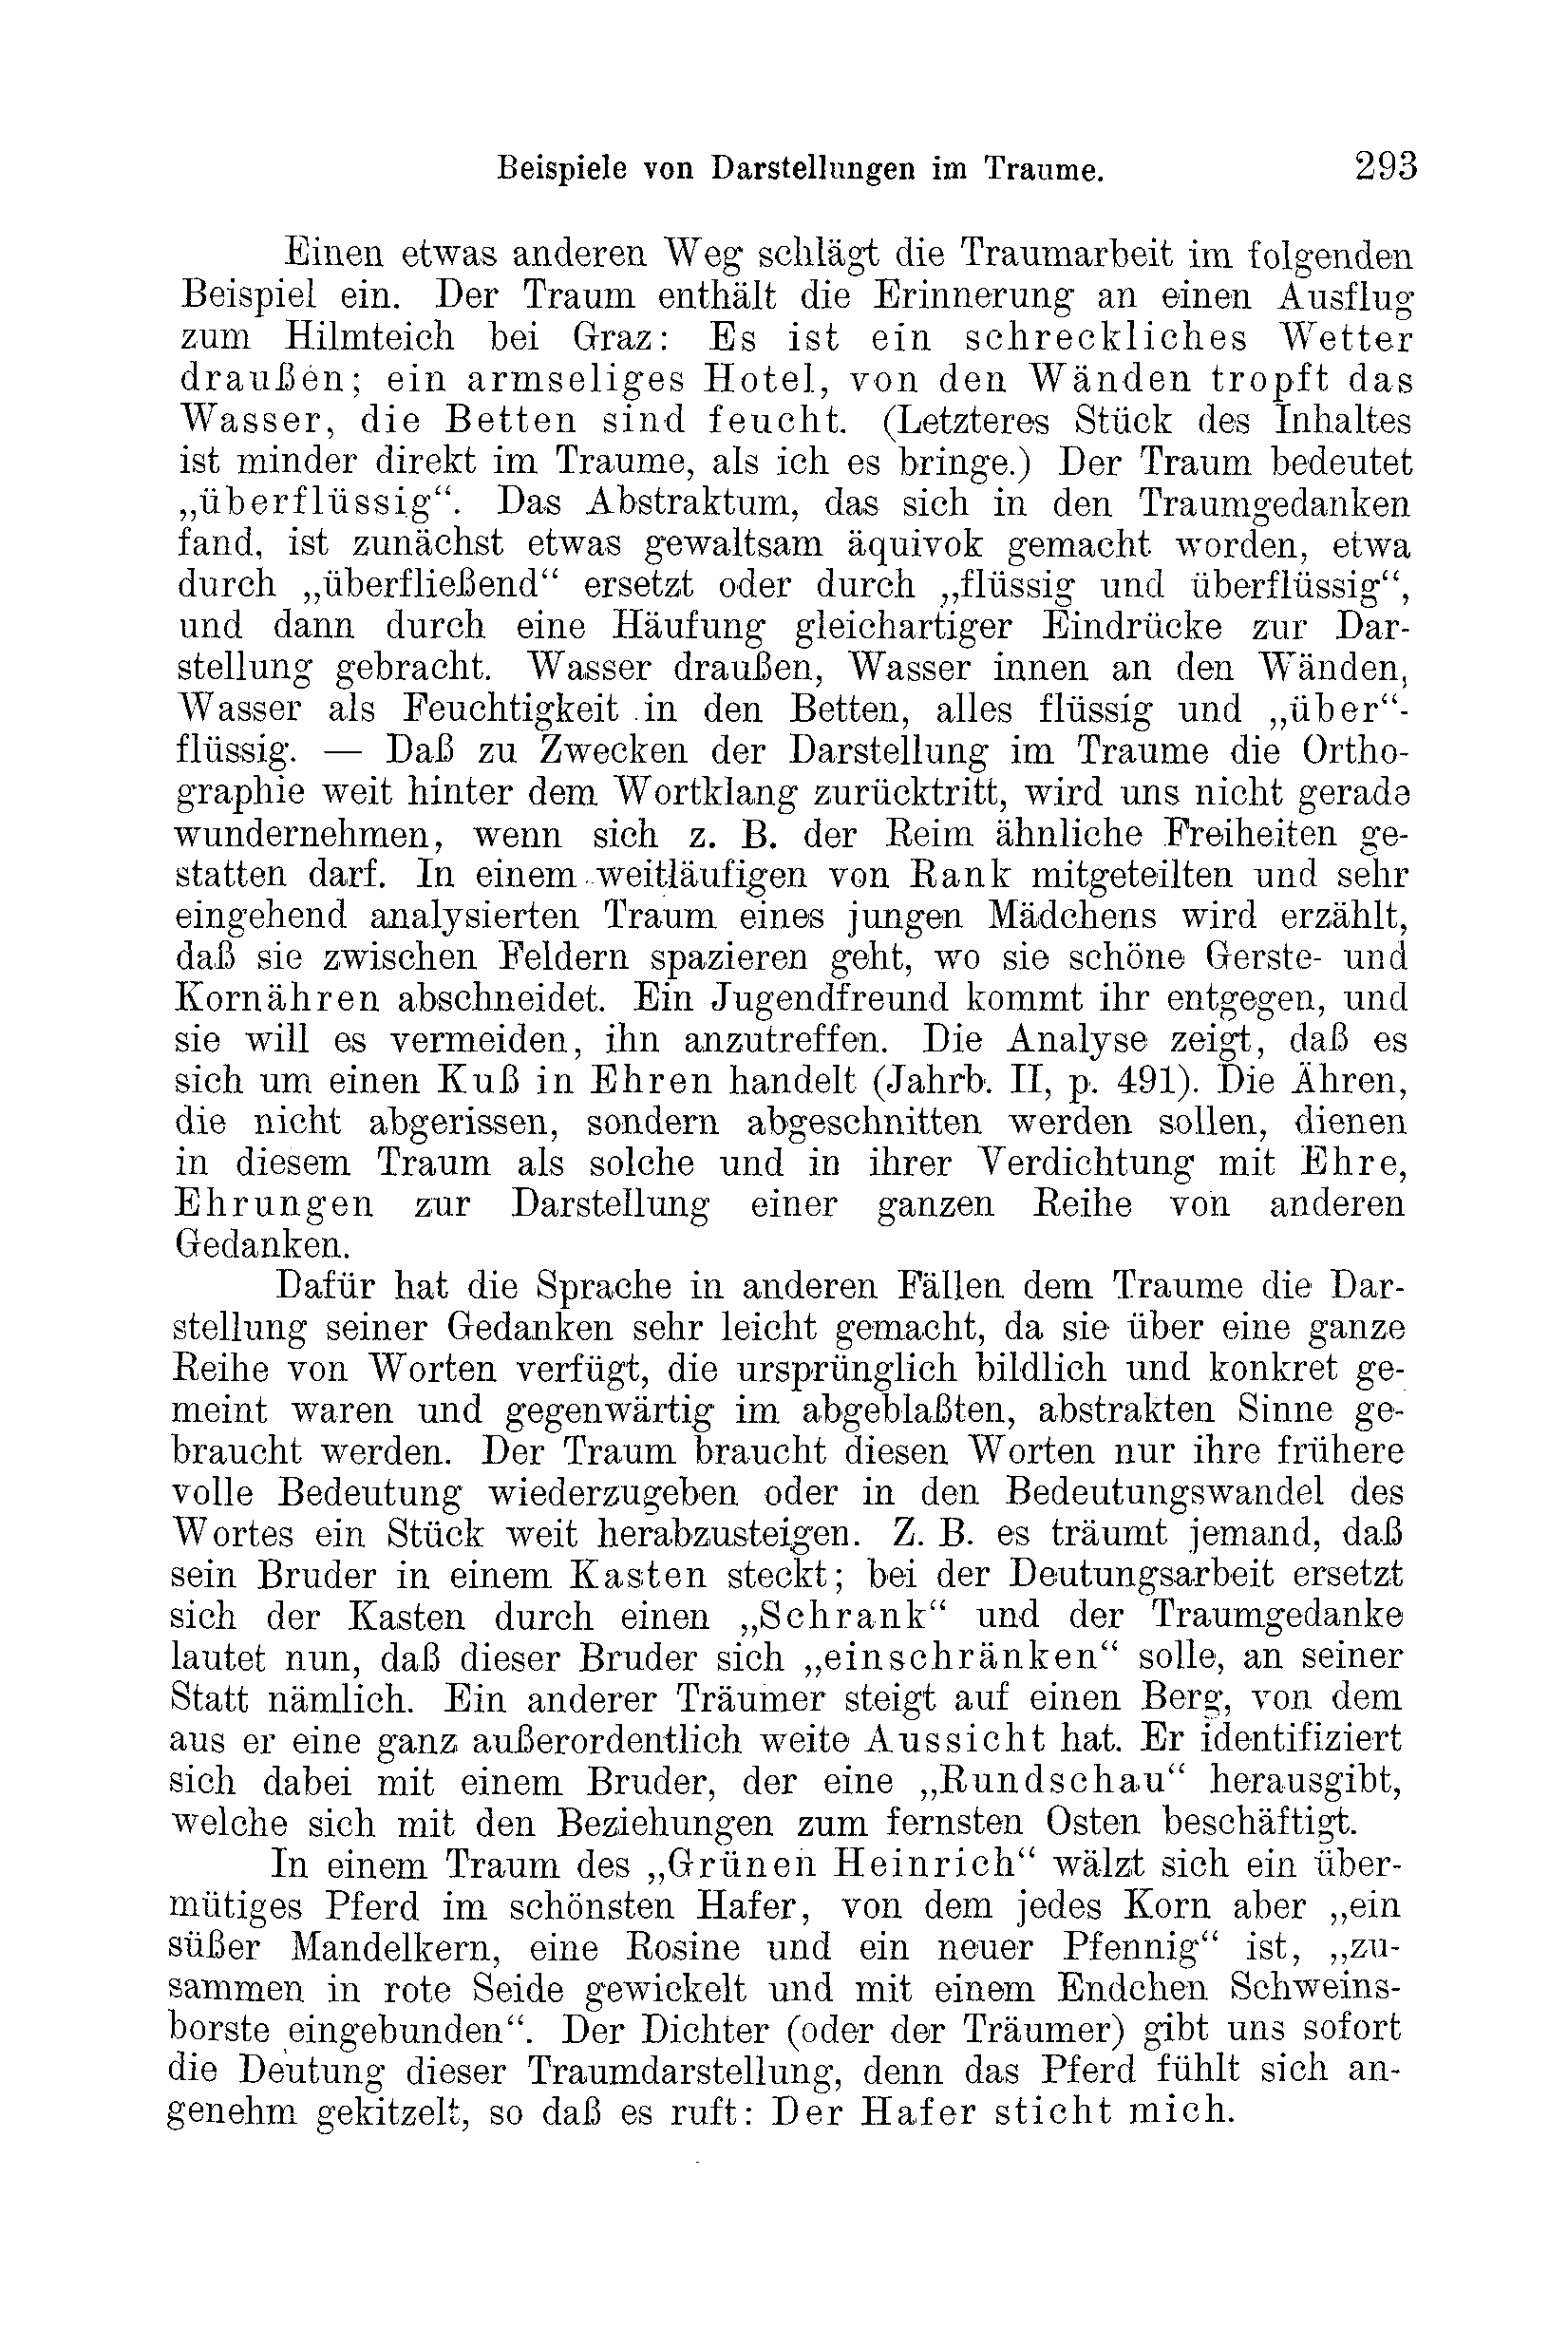 Beispiele von Darstellungen im Traume. 293
Einen etwas anderen Weg schlägt die Traumarbeit im folgenden
Beispiel ein. Der Traum enthält die Erinnerung an einen Ausflug
zum Hilmteich bei Graz: Es ist ein schreckliches Wetter
draußen; ein armseliges Hotel, von den Wänden tropft das
Wasser, die Betten sind feucht. (Letzteres Stück des Inhaltes
ist minder direkt im Traume, als ich es bringe.) Der Traum bedeutet
„überflüssig“. Das Abstraktum, das sich in den Traumgedanken
fand, ist zunächst etwas gewaltsam äquivok gemacht worden, etwa
durch „überfließend“ ersetzt oder durch „flüssig und überflüssig“,
und dann durch eine Häufung gleichartiger Eindrücke zur Dar-
stellung gebracht. Wasser draußen, Wasser innen an den Wänden,
Wasser als Feuchtigkeit in den Betten, alles flüssig und „über“-
flüssig. — Daß zu Zwecken der Darstellung im Traume die Ortho-
graphie weit hinter dem Wortklang zurücktritt, wird uns nicht gerade
wundernehmen, wenn sich z. B. der Reim ähnliche Freiheiten ge-
statten darf. In einem weitläufigen von Rank mitgeteilten und sehr
eingehend analysierten Traum eines jungen Mädchens wird erzählt,
daß sie zwischen Feldern spazieren geht, wo sie schöne Gerste- und
Kornähren abschneidet. Ein Jugendfreund kommt ihr entgegen, und
sie will es vermeiden, ihn anzutreffen. Die Analyse zeigt, daß es
sich um einen Kuß in Ehren handelt (Jahrb. II, p. 491). Die Ähren,
die nicht abgerissen, sondern abgeschnitten werden sollen, dienen
in diesem Traum als solche und in ihrer Verdichtung mit Ehre,
Ehrungen zur Darstellung einer ganzen Reihe von anderen
Gedanken.
Dafür hat die Sprache in anderen Fällen dem Traume die Dar-
stellung seiner Gedanken sehr leicht gemacht, da sie über eine ganze
Reihe von Worten verfügt, die ursprünglich bildlich und konkret ge-
meint waren und gegenwärtig im abgeblaßten, abstrakten Sinne ge-
braucht werden. Der Traum braucht diesen Worten nur ihre frühere
volle Bedeutung wiederzugeben oder in den Bedeutungswandel des
Wortes ein Stück weit herabzusteigen. Z. B. es träumt jemand, daß
sein Bruder in einem Kasten steckt; bei der Deutungsarbeit ersetzt
sich der Kasten durch einen „Schrank“ und der Traumgedanke
lautet nun, daß dieser Bruder sich „einschränken“ solle, an seiner
Statt nämlich. Ein anderer Träumer steigt auf einen Berg, von dem
aus er eine ganz außerordentlich weite Aussicht hat. Er identifiziert
sich dabei mit einem Bruder, der eine „Rundschau“ herausgibt,
welche sich mit den Beziehungen zum fernsten Osten beschäftigt.
In einem Traum des „Grünen Heinrich“ wälzt sich ein über-
mütiges Pferd im schönsten Hafer, von dem jedes Korn aber „ein
süßer Mandelkern, eine Rosine und ein neuer Pfennig“ ist, „zu-
sammen in rote Seide gewickelt und mit einem Endchen Schweins-
borste eingebunden“. Der Dichter (oder der Träumer) gibt uns sofort
die Deutung dieser Traumdarstellung, denn das Pferd fühlt sich an-
genehm gekitzelt, so daß es ruft: Der Hafer sticht mich.